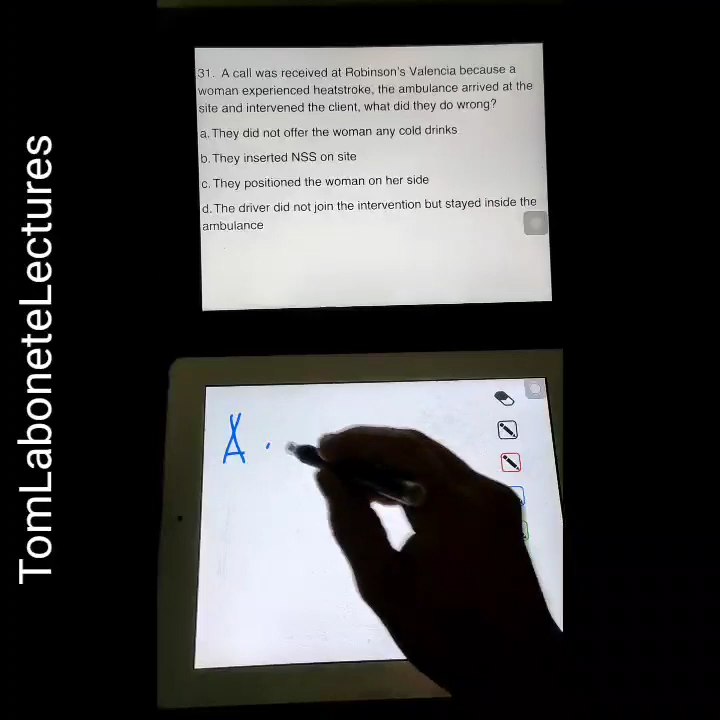 TomLaboneteLectures
31. A call was received at Robinson's Valencia because a
woman experienced heatstroke, the ambulance arrived at the
site and intervened the client, what did they do wrong?
a. They did not offer the woman any cold drinks
b. They inserted NSS on site
c. They positioned the woman on her side
d. The driver did not join the intervention but stayed inside the
ambulance
A.